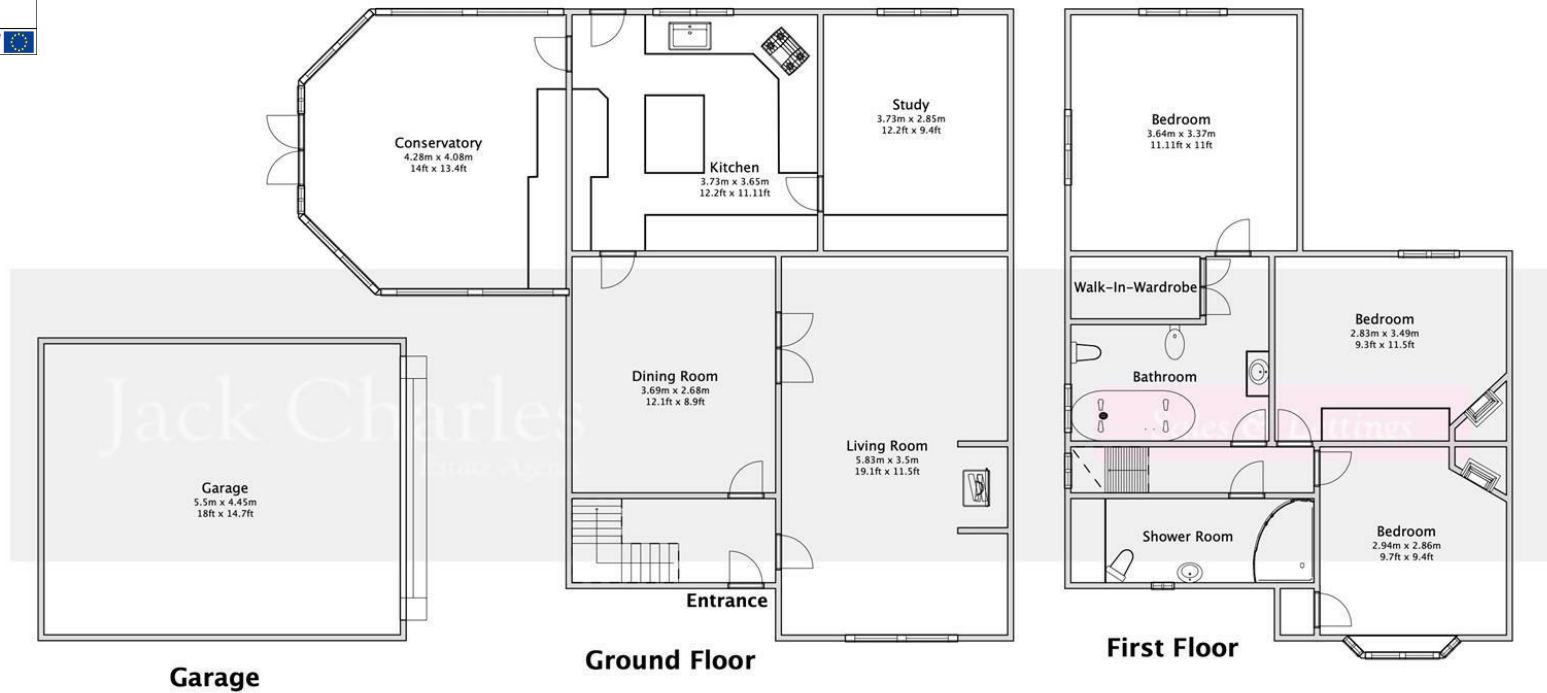 Conservatory
4.28m x 4.08m
14ft x 13.4ft
Kitchen
3.73m x 3.65m
12.2ft x 11.11ft
Study
3.73m x 2.85m
12.2ft x 9.4ft
Dining Room
3.69m x 2.68m
12.1ft x 8.9ft
Living Room
5.83m x 3.5m
19.1ft x 11.5ft
Entrance
Ground Floor
Garage
5.5m x 4.45m
18ft x 14.7ft
Garage
Bedroom
3.64m x 3.37m
11.11ft x 11ft
Walk-In-Wardrobe
Bathroom
Bedroom
2.83m x 3.49m
9.3ft x 11.5ft
Shower Room
Bedroom
2.94m x 2.86m
9.7ft x 9.4ft
First Floor
Jack Charles
Estate Agents
Sales & Lettings